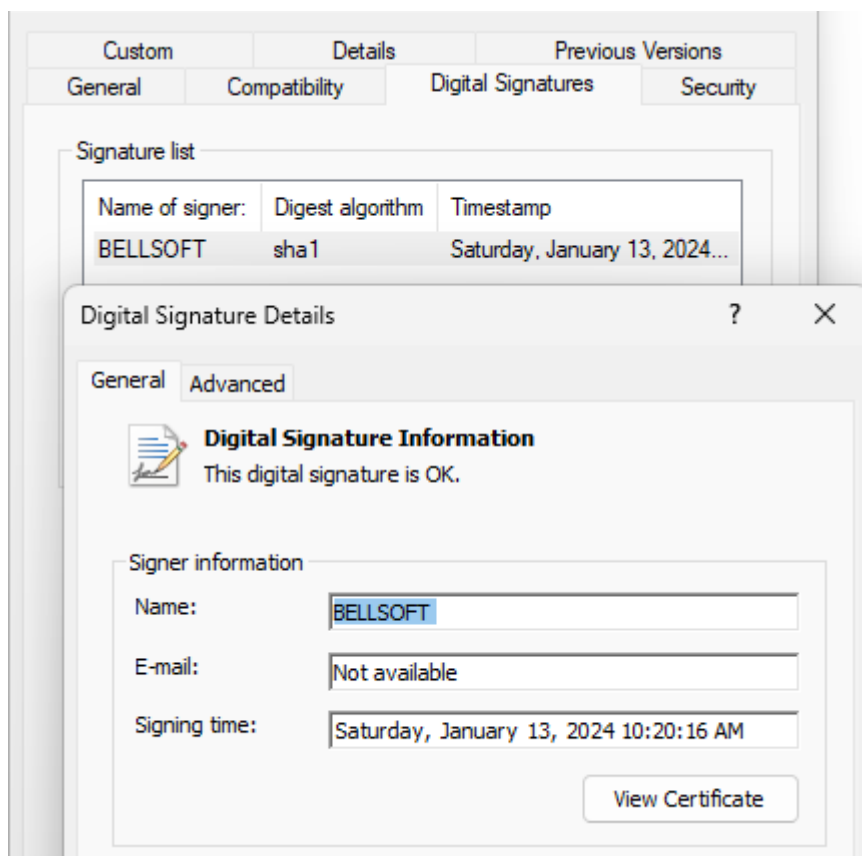 Custom Details Previous Versions
General Compatibility Digital Signatures Security
Signature list
Name of signer: Digest algorithm Timestamp
BELLSOFT sha1 Saturday, January 13, 2024...
Digital Signature Details ?
General Advanced
Digital Signature Information
This digital signature is OK.
Signer information
Name: BELLSOFT
E-mail: Not available
Signing time: Saturday, January 13, 2024 10:20:16 AM
View Certificate